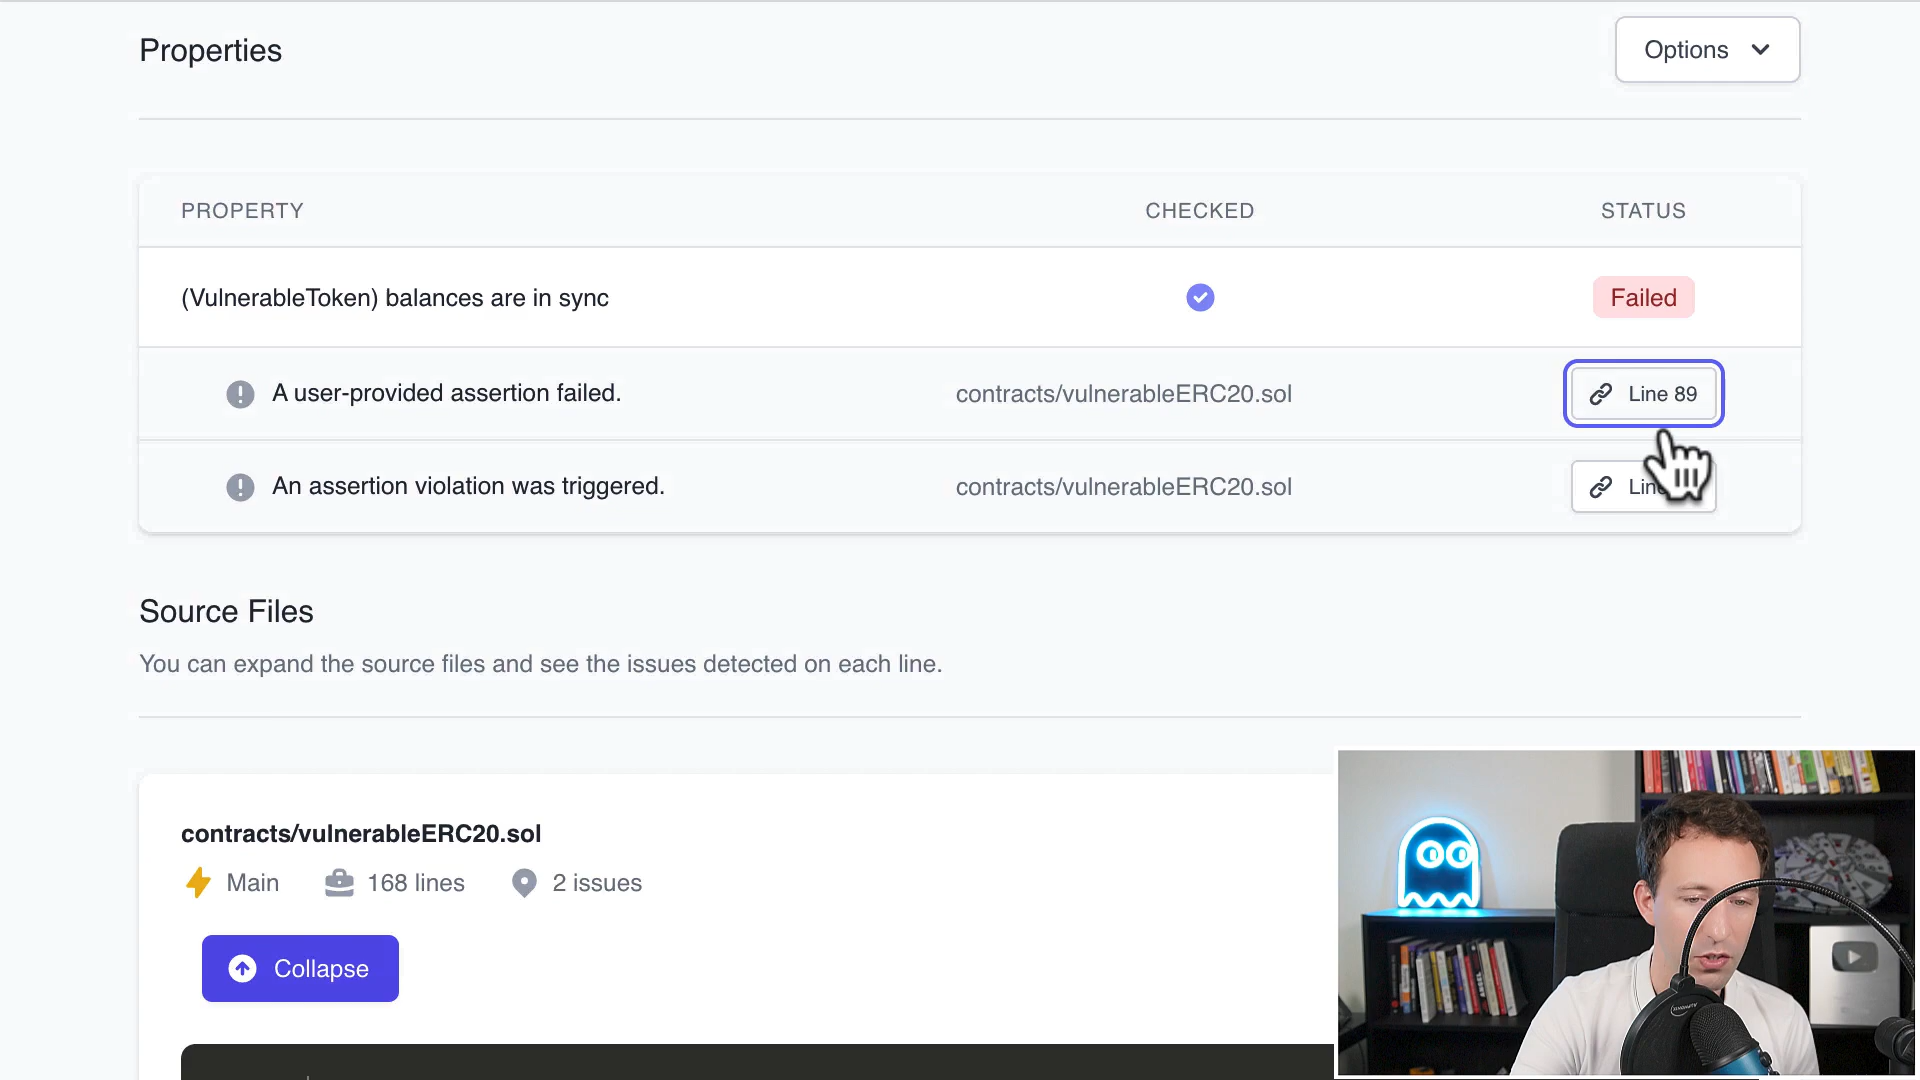 Properties
Options
PROPERTY CHECKED STATUS
(VulnerableToken) balances are in sync Failed
A user-provided assertion failed. contracts/vulnerableERC20.sol Line 89
An assertion violation was triggered. contracts/vulnerableERC20.sol
Source Files
You can expand the source files and see the issues detected on each line.
contracts/vulnerableERC20.sol
Main 168 lines 2 issues
Collapse